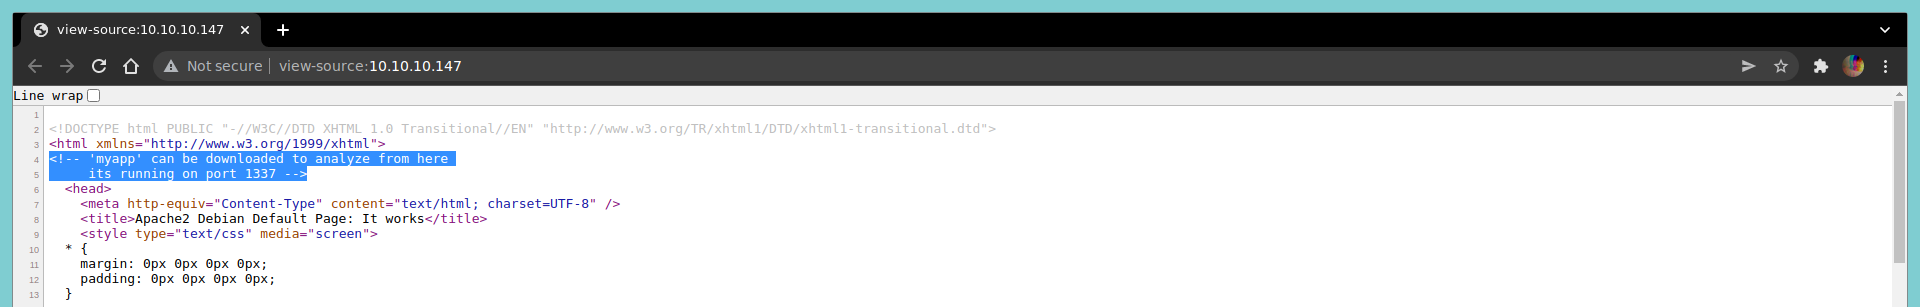 view-source:10.10.10.147
Not secure view-source:10.10.10.147
Line wrap
1
2 <!DOCTYPE html PUBLIC "-//W3C//DTD XHTML 1.0 Transitional//EN" "http://www.w3.org/TR/xhtml1/DTD/xhtml1-transitional.dtd">
3 <html xmlns="http://www.w3.org/1999/xhtml">
4 <!-- 'myapp' can be downloaded to analyze from here
5 its running on port 1337 -->
6 <head>
7 <meta http-equiv="Content-Type" content="text/html; charset=UTF-8" />
8 <title>Apache2 Debian Default Page: It works</title>
9 <style type="text/css" media="screen">
10 * {
11 margin: 0px 0px 0px 0px;
12 padding: 0px 0px 0px 0px;
13 }